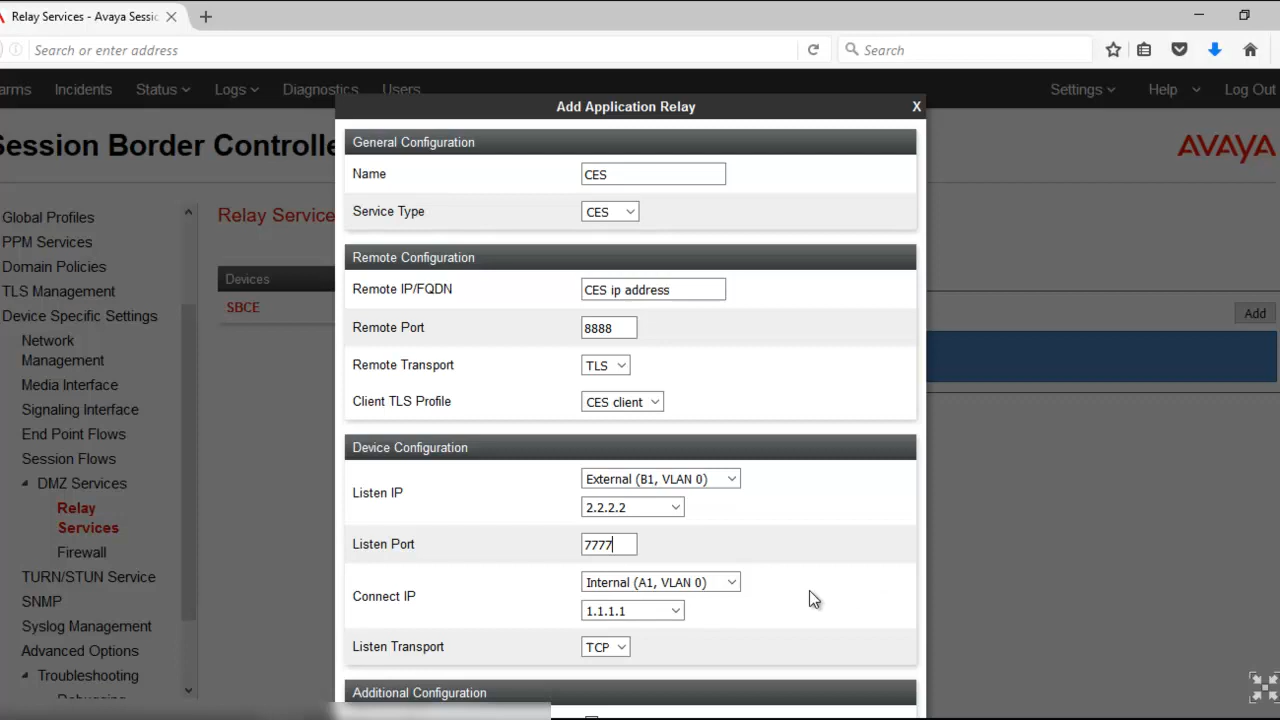 Relay Services - Avaya Sessic
Search or enter address
Search
arms Incidents Status Logs Diagnostics Users Settings Help Log Out
Add Application Relay X
ession Border Controlle
AVAYA
General Configuration
Name CES
Service Type CES
Global Profiles
PPM Services
Domain Policies
TLS Management
Device Specific Settings
Network
Management
Media Interface
Signaling Interface
End Point Flows
Session Flows
DMZ Services
Relay
Services
Firewall
TURN/STUN Service
SNMP
Syslog Management
Advanced Options
Troubleshooting
Relay Service
Devices
SBCE
Add
Remote Configuration
Remote IP/FQDN CES ip address
Remote Port 8888
Remote Transport TLS
Client TLS Profile CES client
Device Configuration
Listen IP External (B1, VLAN 0)
2.2.2.2
Listen Port 7777
Connect IP Internal (A1, VLAN 0)
1.1.1.1
Listen Transport TCP
Additional Configuration